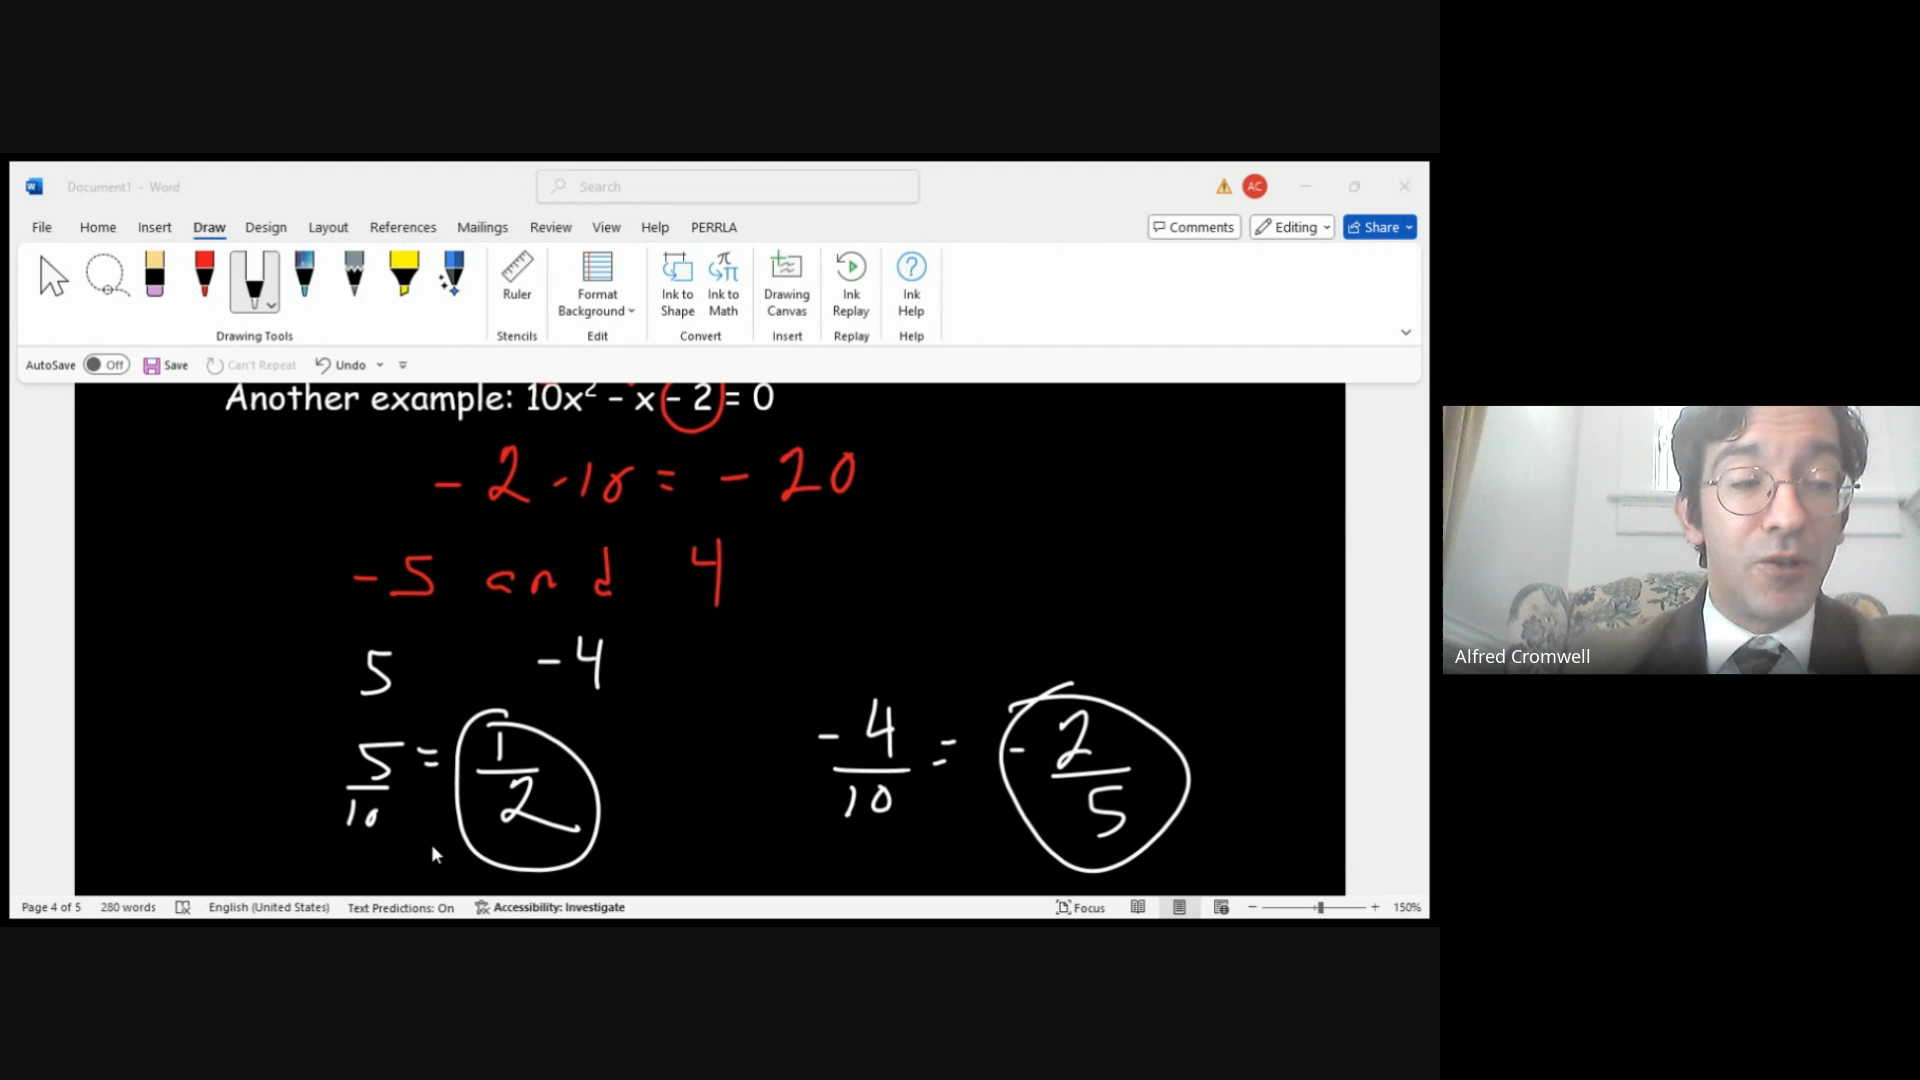 Document1 - Word
Search
AC
File Home Insert Draw Design Layout References Mailings Review View Help PERRLA
Comments Editing Share
Ruler
Format Background
Ink to Shape
Ink to Math
Drawing Canvas
Ink Replay
Ink Help
Drawing Tools Stencils Edit Convert Insert Replay Help
AutoSave Off Save Can't Repeat Undo
Another example: 10x² - x - 2 = 0
- 2 · 10 = - 20
-5 and 4
5 -4
5/10 = 1/2 -4/10 = -2/5
Alfred Cromwell
Page 4 of 5 280 words English (United States) Text Predictions: On Accessibility: Investigate Focus 150%